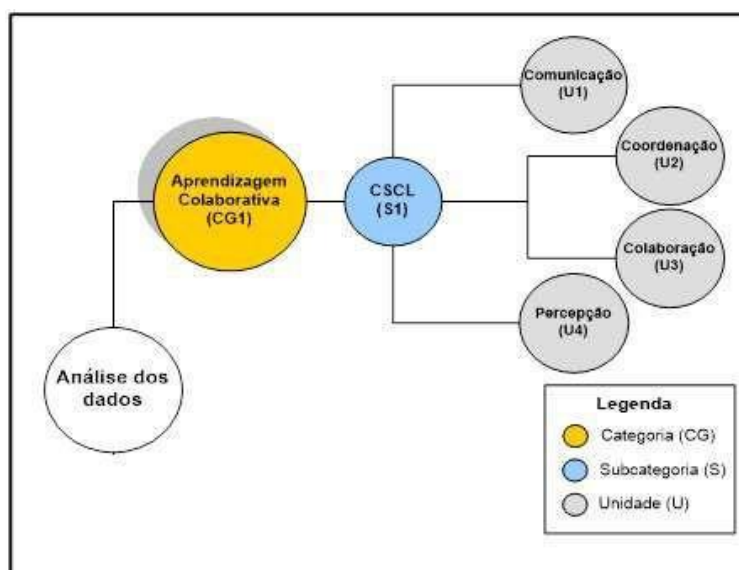 Comunicação
(U1)
Coordenação
(U2)
Aprendizagem
Colaborativa
(CG1)
CSCL
(S1)
Colaboração
(U3)
Percepção
(U4)
Análise dos
dados
Legenda
Categoria (CG)
Subcategoria (S)
Unidade (U)